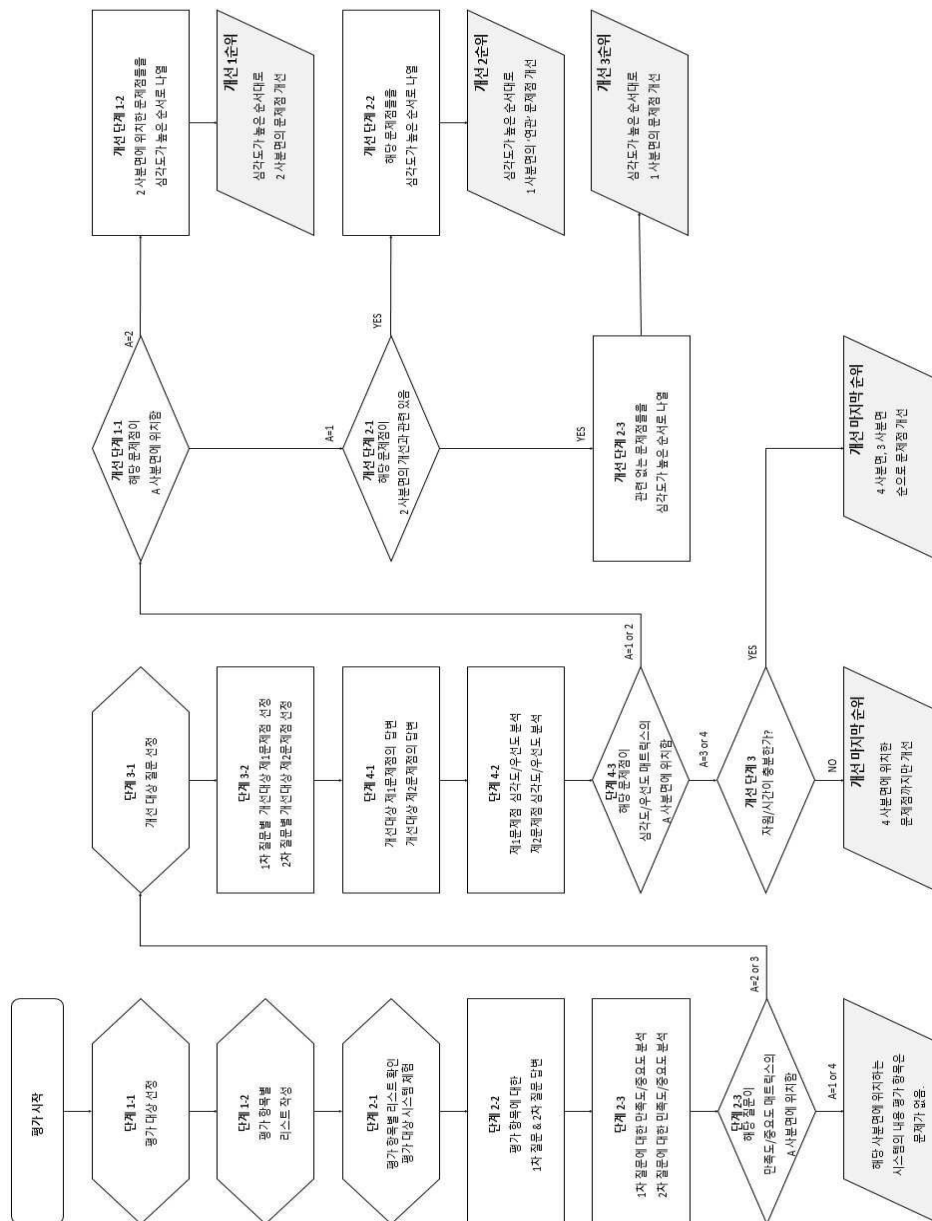 평가 시작
단계 1-1
평가 대상 선정
단계 1-2
평가 항목별
리스트 작성
단계 2-1
평가 항목별 리스트 확인
평가 대상 시스템 체험
단계 2-2
평가 항목에 대한
1차 질문 & 2차 질문 답변
단계 2-3
1차 질문에 대한 만족도/중요도 분석
2차 질문에 대한 만족도/중요도 분석
단계 2-3
해당 질문이
만족도/중요도 매트릭스의
A 사분면에 위치함
A=2 or 3
A=1 or 4
해당 사분면에 위치하는
시스템의 내용 평가 항목은
문제가 없음.
단계 3-1
개선 대상 질문 선정
단계 3-2
1차 질문별 개선대상 제1문제점 선정
2차 질문별 개선대상 제2문제점 선정
단계 4-1
개선대상 제1문제점의 답변
개선대상 제2문제점의 답변
단계 4-2
제1문제점 심각도/우선도 분석
제2문제점 심각도/우선도 분석
단계 4-3
해당 문제점이
심각도/우선도 매트릭스의
A 사분면에 위치함
A=1 or 2
A=3 or 4
개선 단계 3
자원/시간이 충분한가?
YES
NO
개선 마지막 순위
4 사분면에 위치한
문제점까지만 개선
개선 단계 1-1
해당 문제점이
A 사분면에 위치함
A=2
A=1
개선 단계 2-1
해당 문제점이
2 사분면의 개선과 관련 있음
YES
YES
개선 단계 2-3
관련 없는 문제점들을
심각도가 높은 순서로 나열
개선 마지막 순위
4 사분면, 3 사분면
순으로 문제점 개선
개선 단계 1-2
2 사분면에 위치한 문제점들을
심각도가 높은 순서로 나열
개선 1순위
심각도가 높은 순서대로
2 사분면의 문제점 개선
개선 단계 2-2
해당 문제점들을
심각도가 높은 순서로 나열
개선 2순위
심각도가 높은 순서대로
1 사분면의 '연관' 문제점 개선
개선 3순위
심각도가 높은 순서대로
1 사분면의 문제점 개선